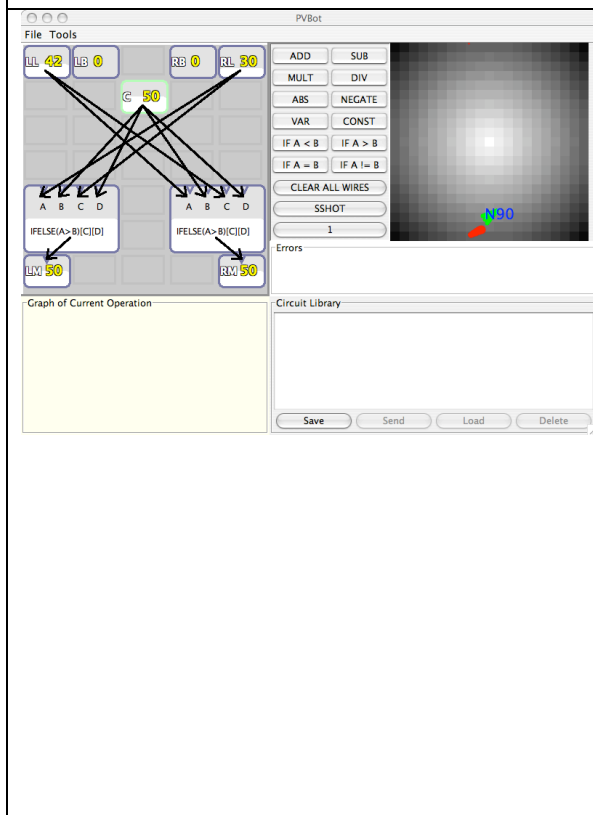 PVBot
File Tools
LL 42 LB 0 RB 0 RL 30
C 50
A B C D A B C D
IFELSE(A>B)[C][D] IFELSE(A>B)[C][D]
LM 50 RM 50
ADD SUB
MULT DIV
ABS NEGATE
VAR CONST
IF A < B IF A > B
IF A = B IF A != B
CLEAR ALL WIRES
SSHOT
1
N90
Errors
Graph of Current Operation
Circuit Library
Save Send Load Delete